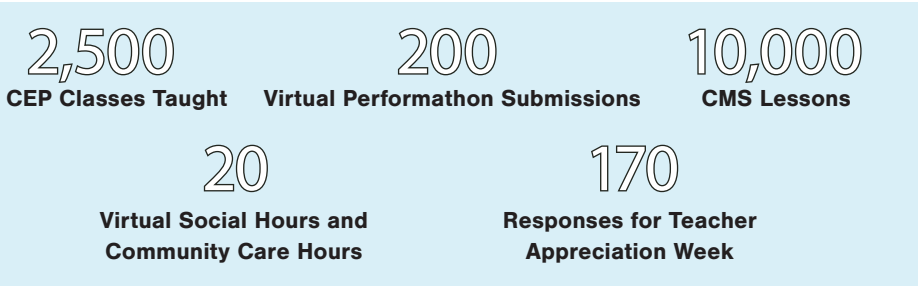 2,500
CEP Classes Taught
200
Virtual Performathon Submissions
10,000
CMS Lessons
20
Virtual Social Hours and
Community Care Hours
170
Responses for Teacher
Appreciation Week